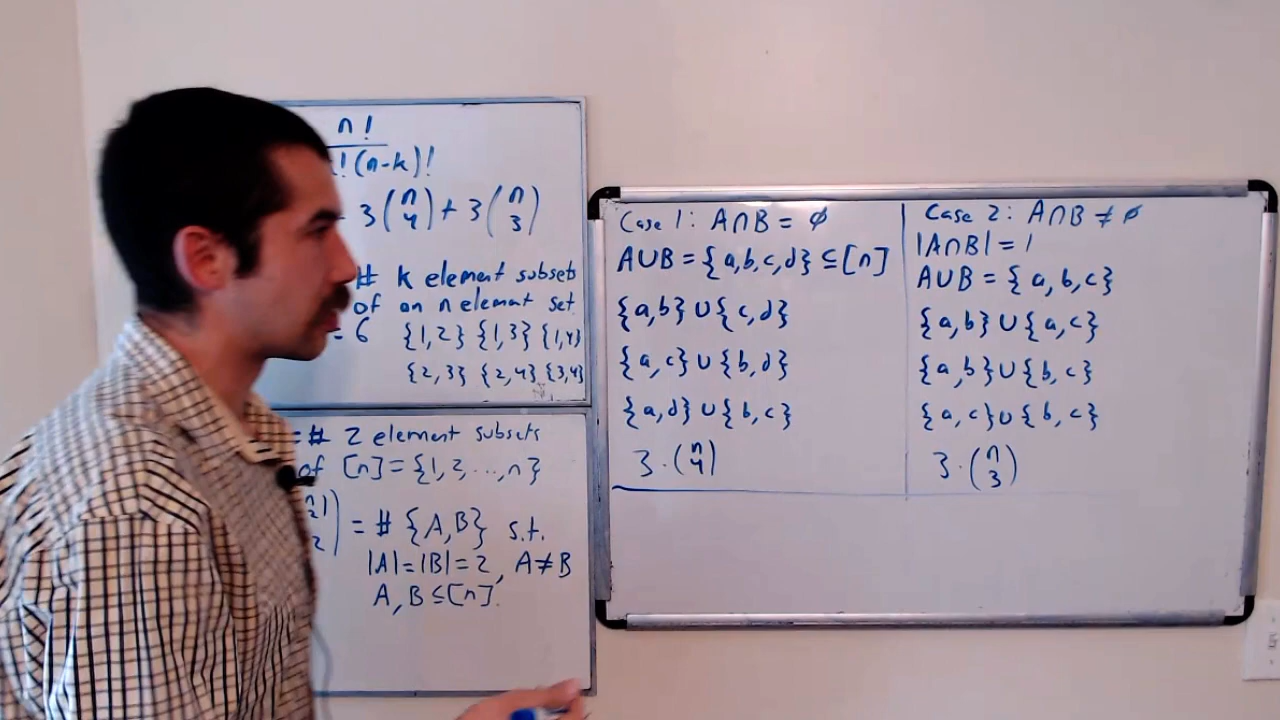 n!
!(n-k)!
3(n 4) + 3(n 3)
# k element subsets
of an n element set
= 6 {1,2} {1,3} {1,4}
{2,3} {2,4} {3,4}
= # 2 element subsets
of [n] = {1,2,...,n}
2) = # {A,B} s.t.
|A|=|B|=2, A≠B
A,B⊆[n].
Case 1: A∩B = ∅
A∪B = {a,b,c,d} ⊆ [n]
{a,b} ∪ {c,d}
{a,c} ∪ {b,d}
{a,d} ∪ {b,c}
3·(n 4)
Case 2: A∩B ≠ ∅
|A∩B| = 1
A∪B = {a,b,c}
{a,b} ∪ {a,c}
{a,b} ∪ {b,c}
{a,c} ∪ {b,c}
3·(n 3)